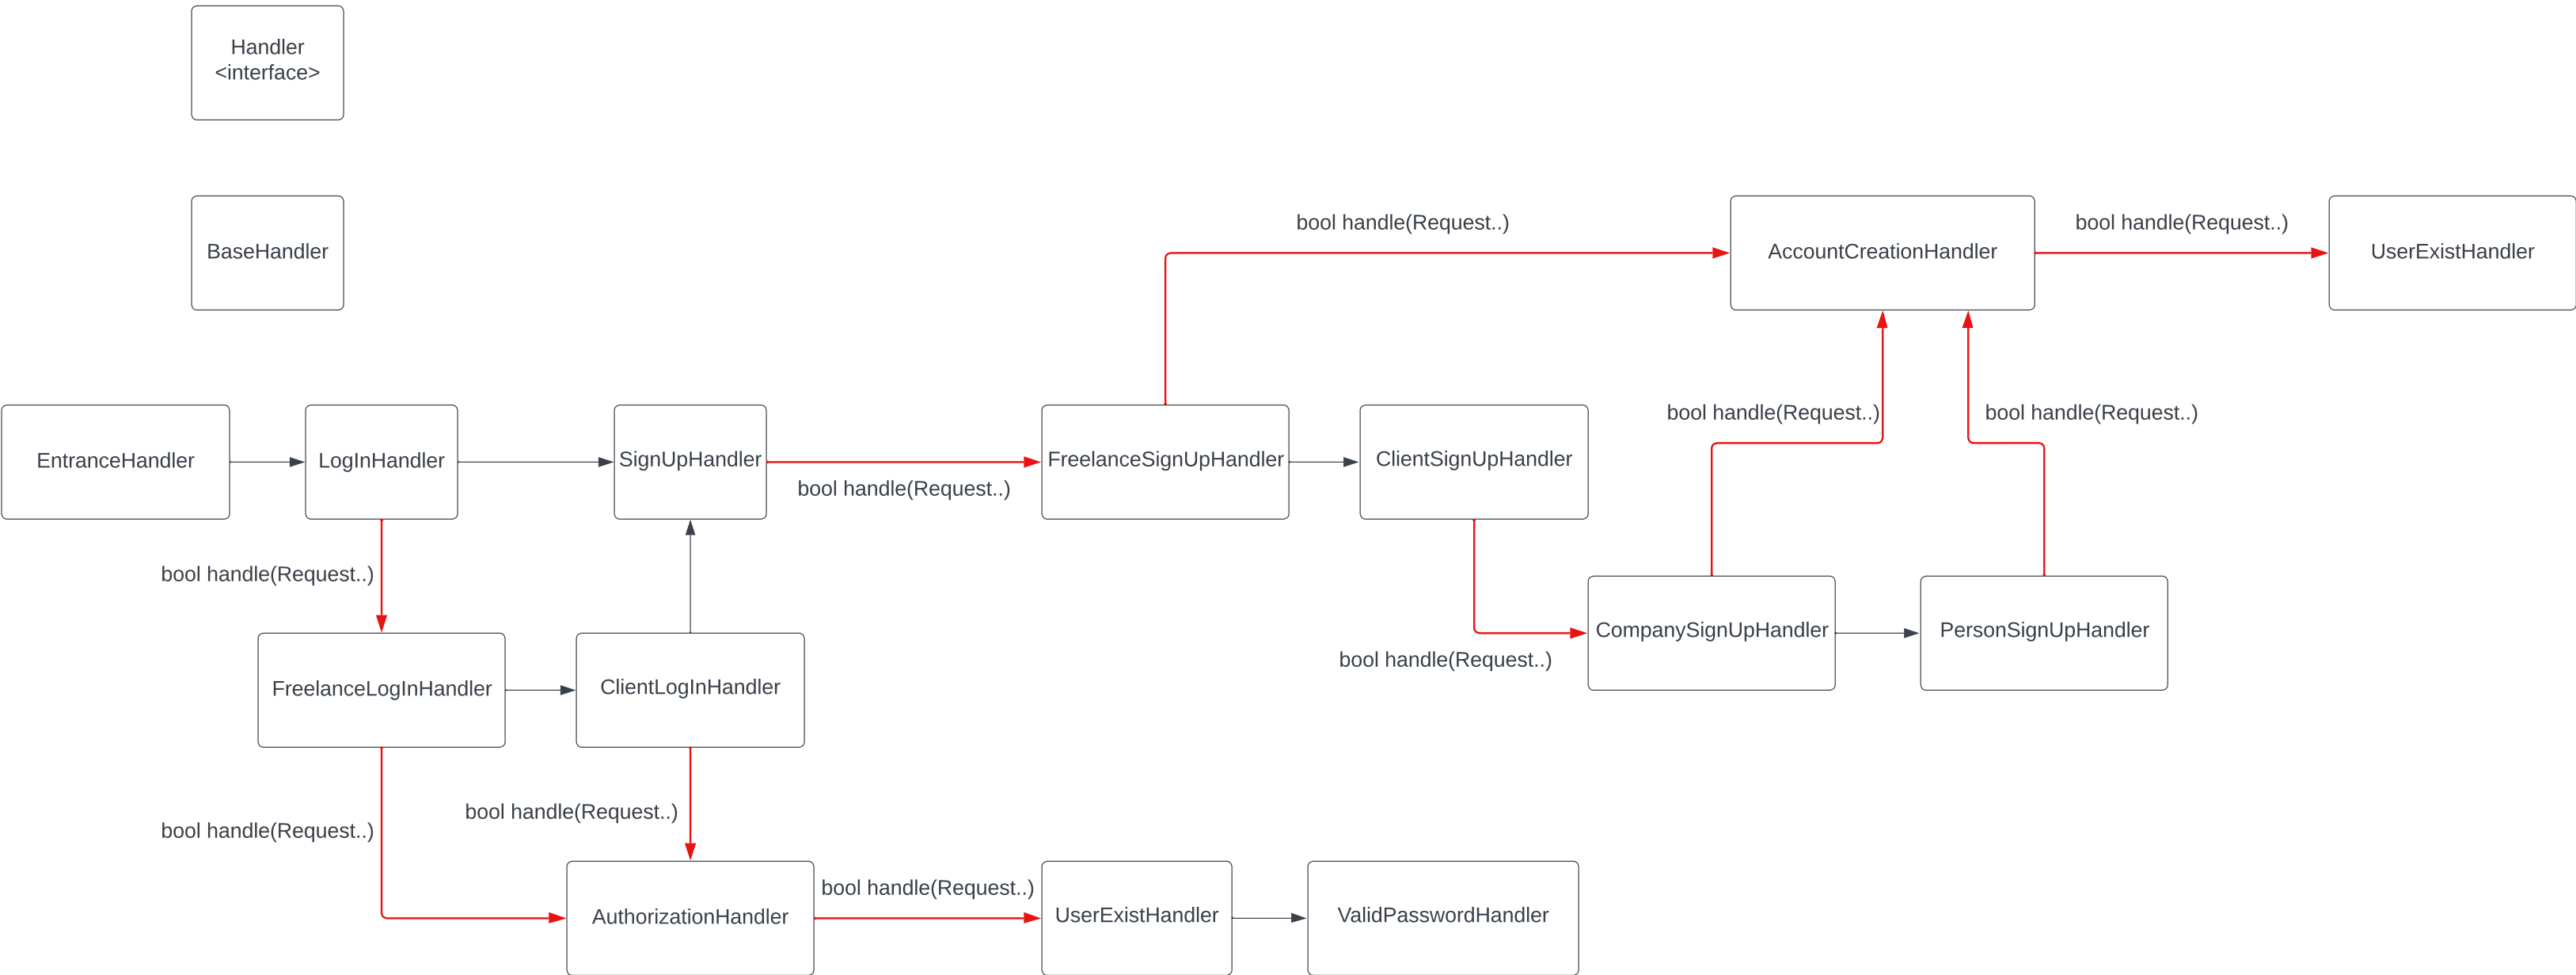 Handler
<interface>
BaseHandler
bool handle(Request..)
AccountCreationHandler
bool handle(Request..)
UserExistHandler
bool handle(Request..)
bool handle(Request..)
EntranceHandler
LogInHandler
SignUpHandler
bool handle(Request..)
FreelanceSignUpHandler
ClientSignUpHandler
bool handle(Request..)
CompanySignUpHandler
PersonSignUpHandler
bool handle(Request..)
FreelanceLogInHandler
ClientLogInHandler
bool handle(Request..)
bool handle(Request..)
AuthorizationHandler
bool handle(Request..)
UserExistHandler
ValidPasswordHandler